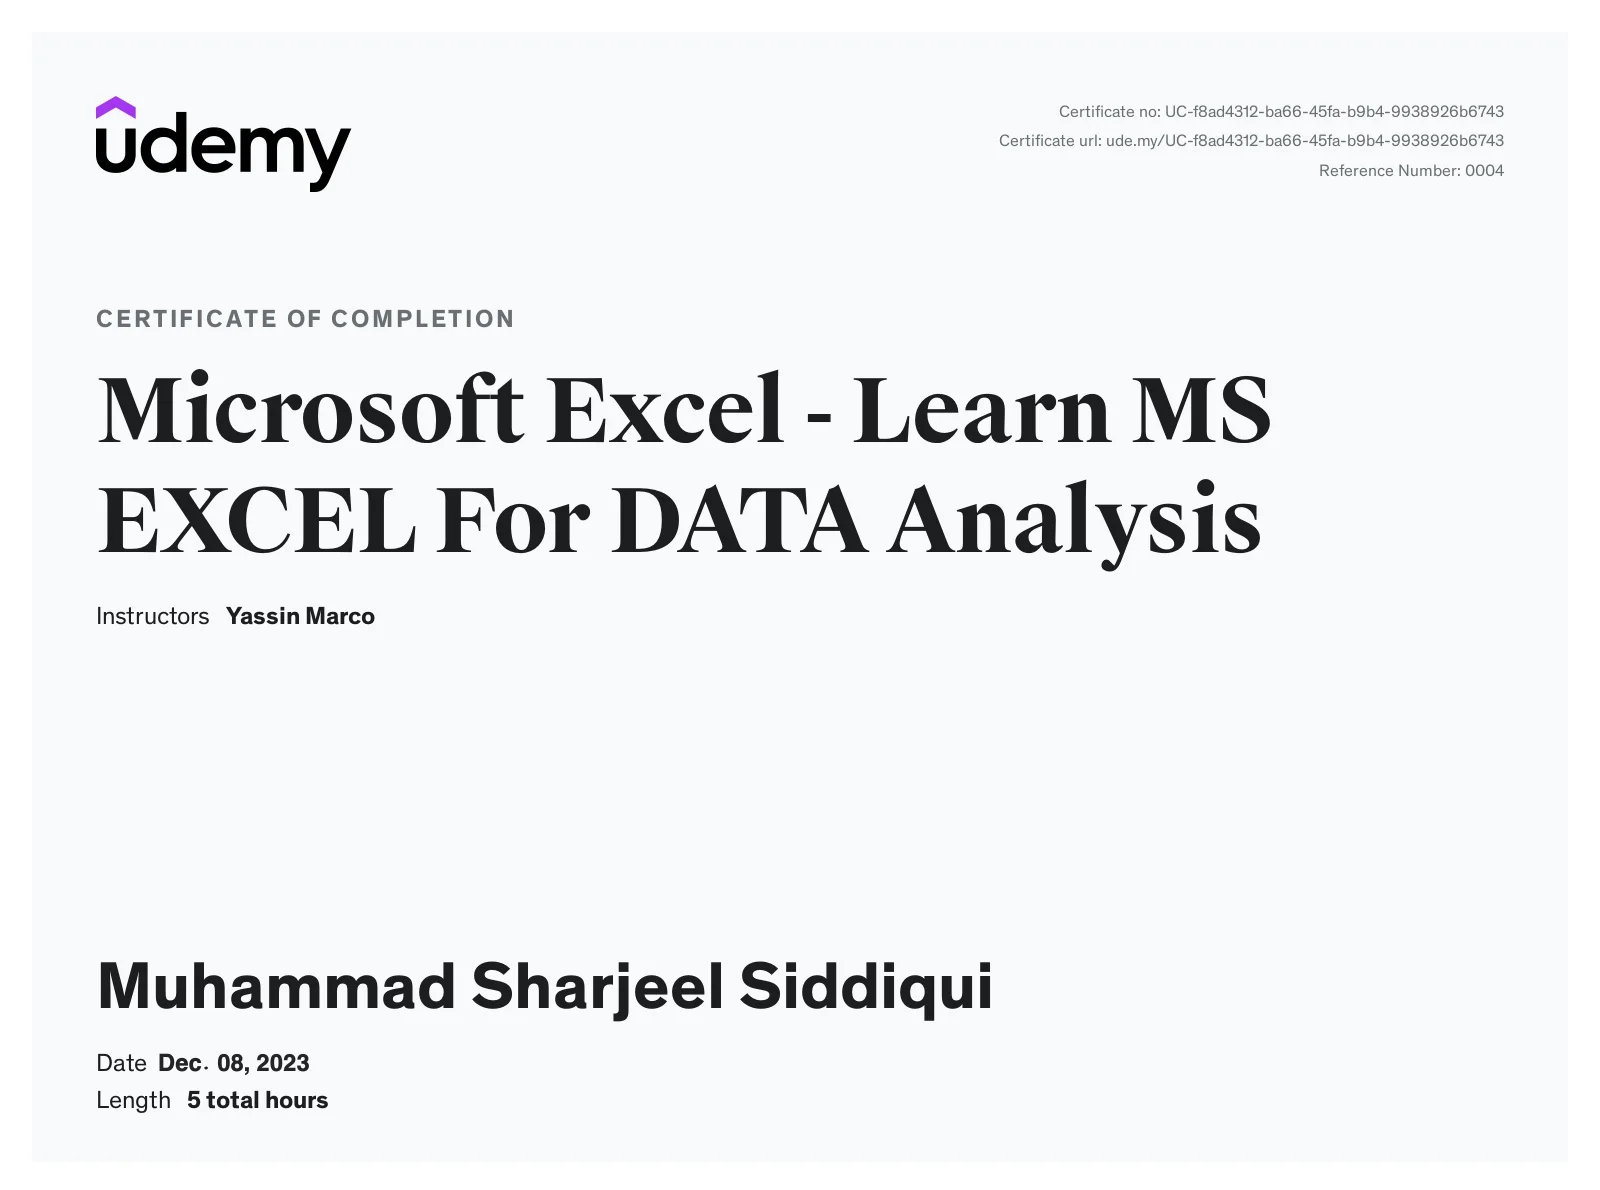 udemy
Certificate no: UC-f8ad4312-ba66-45fa-b9b4-9938926b6743
Certificate url: ude.my/UC-f8ad4312-ba66-45fa-b9b4-9938926b6743
Reference Number: 0004
CERTIFICATE OF COMPLETION
Microsoft Excel - Learn MS
EXCEL For DATA Analysis
Instructors Yassin Marco
Muhammad Sharjeel Siddiqui
Date Dec. 08, 2023
Length 5 total hours